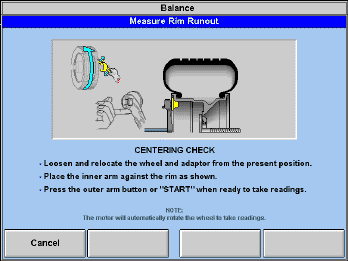 Balance
Measure Rim Runout
CENTERING CHECK
• Loosen and relocate the wheel and adaptor from the present position.
• Place the inner arm against the rim as shown.
• Press the outer arm button or "START" when ready to take readings.
NOTE:
The motor will automatically rotate the wheel to take readings.
Cancel